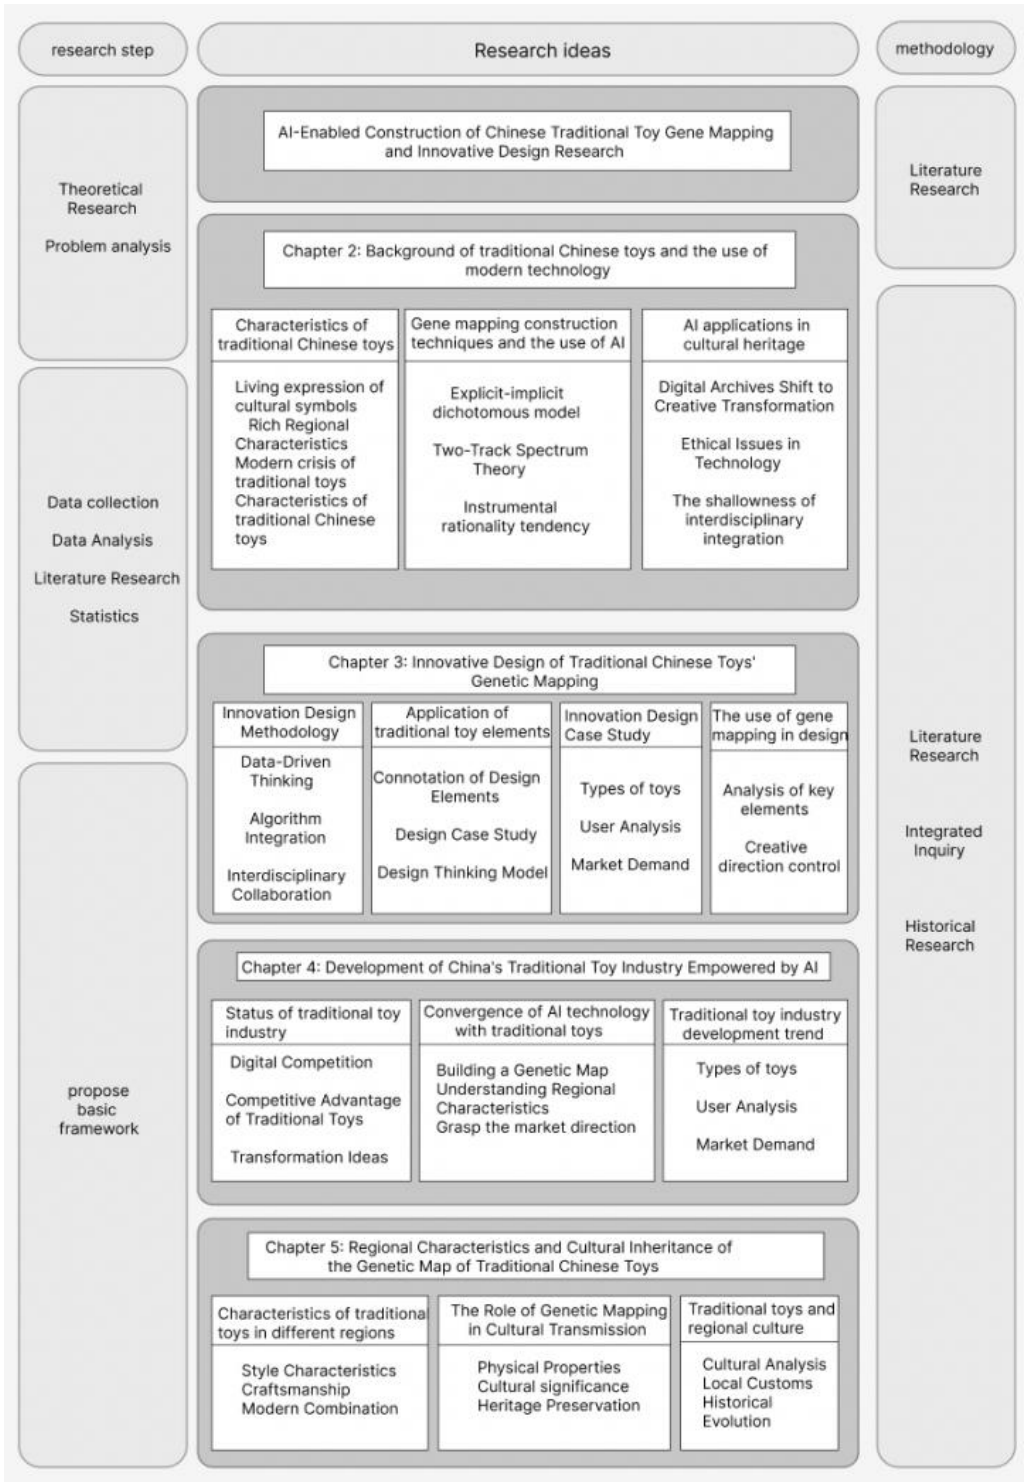 research step
Research ideas
methodology
Theoretical
Research
Problem analysis
Data collection
Data Analysis
Literature Research
Statistics
propose
basic
framework
AI-Enabled Construction of Chinese Traditional Toy Gene Mapping
and Innovative Design Research
Chapter 2: Background of traditional Chinese toys and the use of
modern technology
Characteristics of
traditional Chinese toys
Living expression of
cultural symbols
Rich Regional
Characteristics
Modern crisis of
traditional toys
Characteristics of
traditional Chinese
toys
Gene mapping construction
techniques and the use of AI
Explicit-implicit
dichotomous model
Two-Track Spectrum
Theory
Instrumental
rationality tendency
AI applications in
cultural heritage
Digital Archives Shift to
Creative Transformation
Ethical Issues in
Technology
The shallowness of
interdisciplinary
integration
Chapter 3: Innovative Design of Traditional Chinese Toys'
Genetic Mapping
Innovation Design
Methodology
Data-Driven
Thinking
Algorithm
Integration
Interdisciplinary
Collaboration
Application of
traditional toy elements
Connotation of Design
Elements
Design Case Study
Design Thinking Model
Innovation Design
Case Study
Types of toys
User Analysis
Market Demand
The use of gene
mapping in design
Analysis of key
elements
Creative
direction control
Chapter 4: Development of China's Traditional Toy Industry Empowered by AI
Status of traditional toy
industry
Digital Competition
Competitive Advantage
of Traditional Toys
Transformation Ideas
Convergence of AI technology
with traditional toys
Building a Genetic Map
Understanding Regional
Characteristics
Grasp the market direction
Traditional toy industry
development trend
Types of toys
User Analysis
Market Demand
Chapter 5: Regional Characteristics and Cultural Inheritance of
the Genetic Map of Traditional Chinese Toys
Characteristics of traditional
toys in different regions
Style Characteristics
Craftsmanship
Modern Combination
The Role of Genetic Mapping
in Cultural Transmission
Physical Properties
Cultural significance
Heritage Preservation
Traditional toys and
regional culture
Cultural Analysis
Local Customs
Historical
Evolution
Literature
Research
Literature
Research
Integrated
Inquiry
Historical
Research